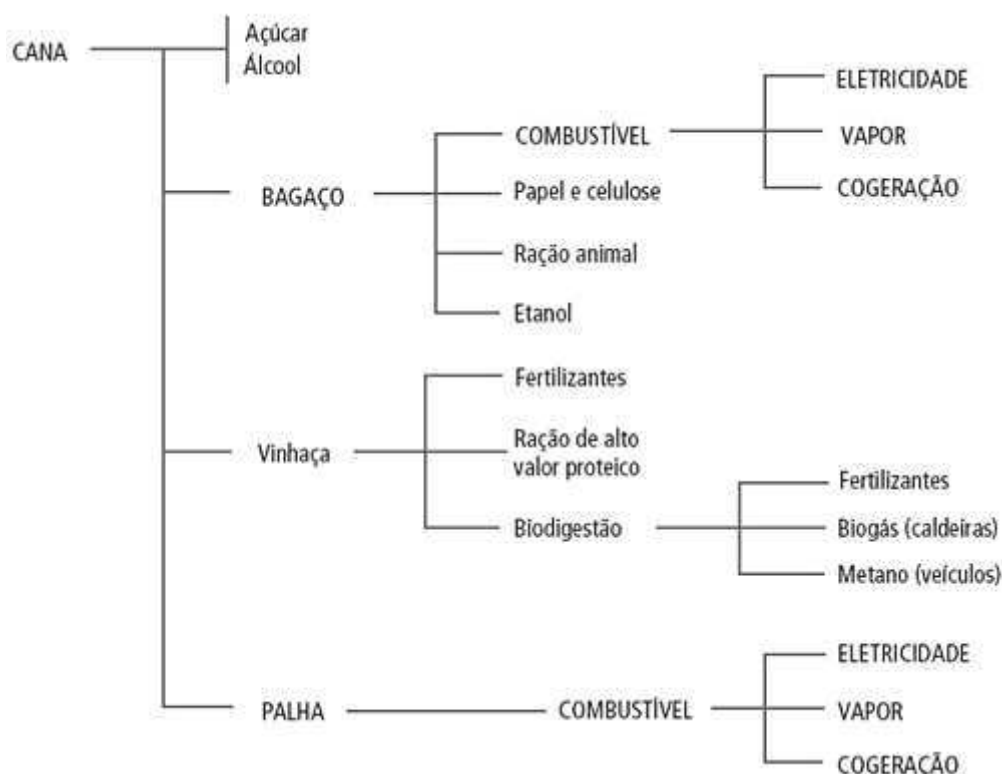 CANA
Açúcar
Álcool
BAGAÇO
COMBUSTÍVEL
ELETRICIDADE
VAPOR
COGERAÇÃO
Papel e celulose
Ração animal
Etanol
Vinhaça
Fertilizantes
Ração de alto
valor proteico
Biodigestão
Fertilizantes
Biogás (caldeiras)
Metano (veículos)
PALHA
COMBUSTÍVEL
ELETRICIDADE
VAPOR
COGERAÇÃO